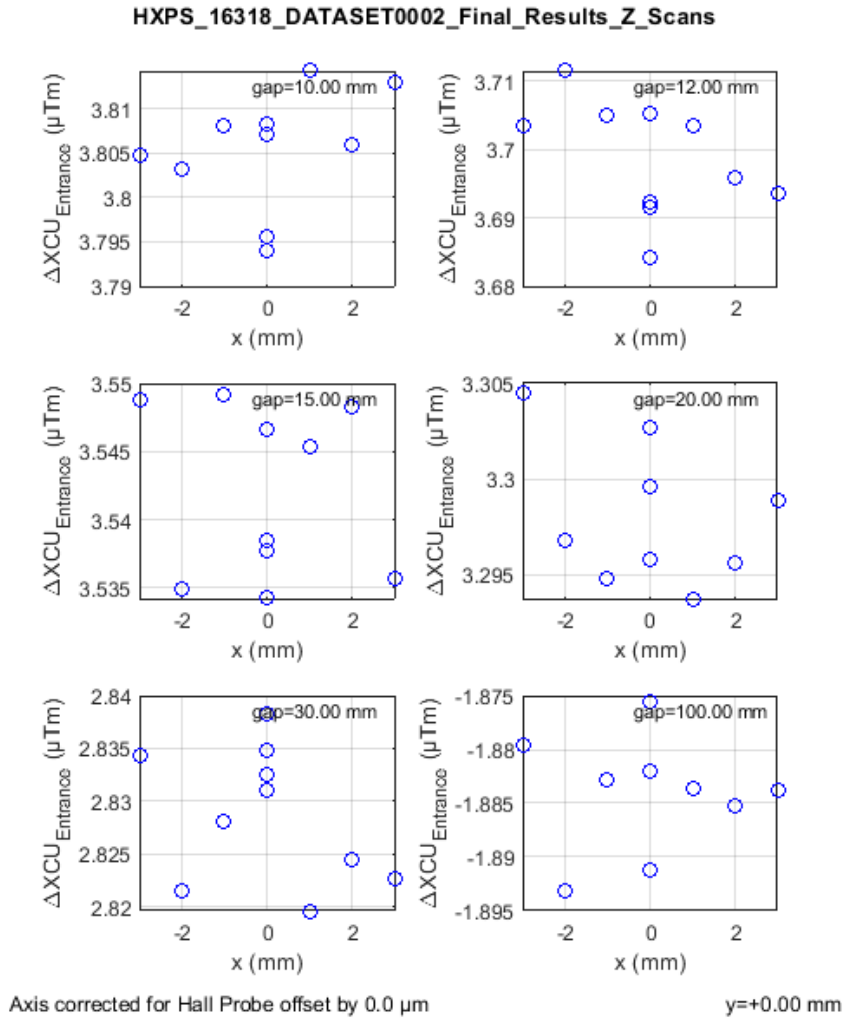 HXPS_16318_DATASET0002_Final_Results_Z_Scans
ΔXCU_Entrance (µTm)
gap=10.00 mm
3.81
3.805
3.8
3.795
3.79
-2 0 2
x (mm)
ΔXCU_Entrance (µTm)
gap=12.00 mm
3.71
3.7
3.69
3.68
-2 0 2
x (mm)
ΔXCU_Entrance (µTm)
gap=15.00 mm
3.55
3.545
3.54
3.535
-2 0 2
x (mm)
ΔXCU_Entrance (µTm)
gap=20.00 mm
3.305
3.3
3.295
-2 0 2
x (mm)
ΔXCU_Entrance (µTm)
gap=30.00 mm
2.84
2.835
2.83
2.825
2.82
-2 0 2
x (mm)
ΔXCU_Entrance (µTm)
gap=100.00 mm
-1.875
-1.88
-1.885
-1.89
-1.895
-2 0 2
x (mm)
Axis corrected for Hall Probe offset by 0.0 µm
y=+0.00 mm